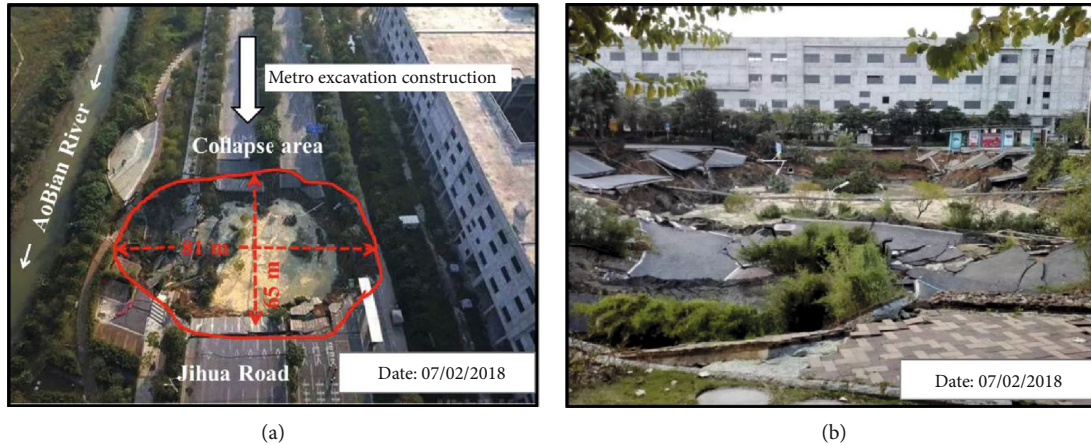 Metro excavation construction
Collapse area
← AoBian River ←
81 m
65 m
Jihua Road
Date: 07/02/2018
Date: 07/02/2018
(a)
(b)